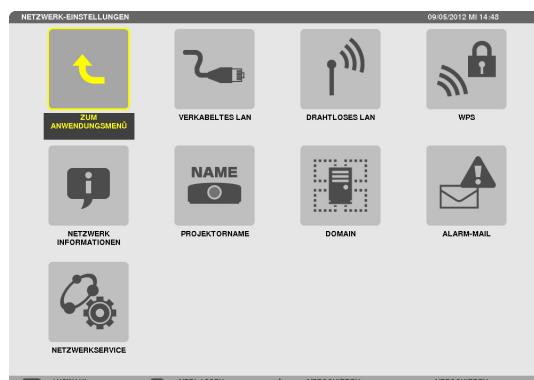 NETZWERK-EINSTELLUNGEN 09/05/2012 MI 14:43
ZUM
ANWENDUNGSMENÜ
VERKABELTES LAN
DRAHTLOSES LAN
WPS
NAME
NETZWERK
INFORMATIONEN
PROJEKTORNAME
DOMAIN
ALARM-MAIL
NETZWERKSERVICE